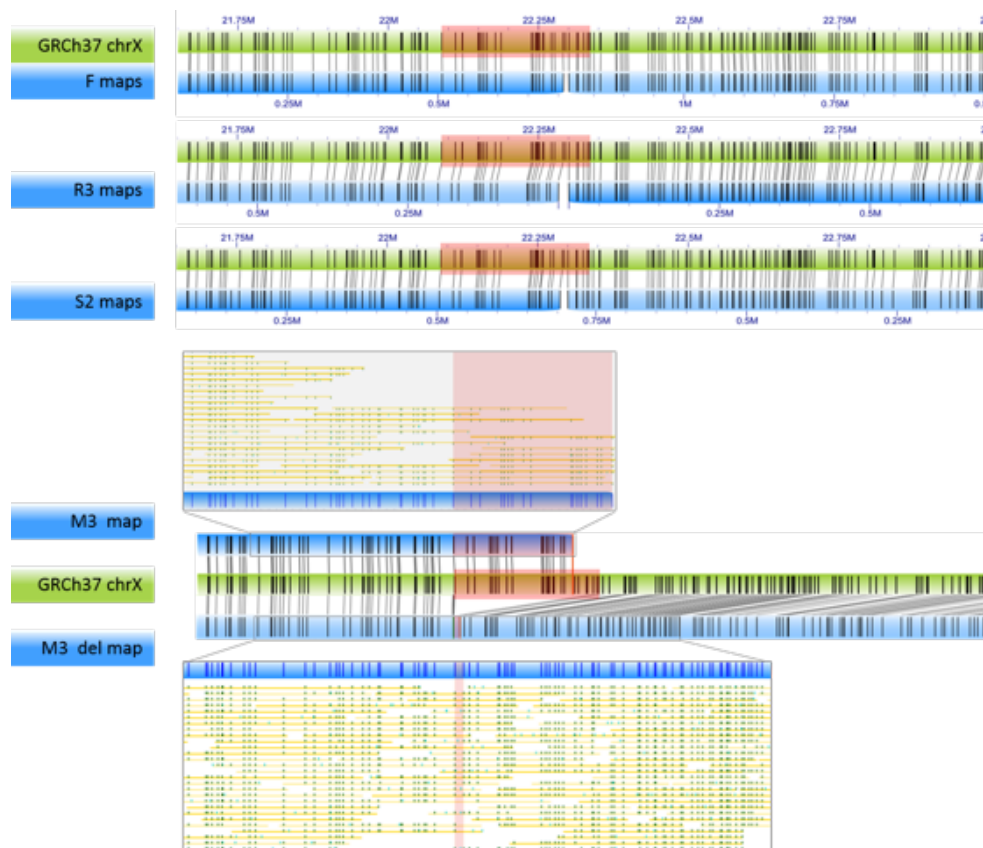 21.75M 22M 22.25M 22.5M 22.75M
GRCh37 chrX
F maps
0.25M 0.5M 1M 0.75M
21.75M 22M 22.25M 22.5M 22.75M
R3 maps
0.5M 0.25M 0.25M 0.5M
21.75M 22M 22.25M 22.5M 22.75M
S2 maps
0.25M 0.5M 0.75M 0.5M 0.25M
M3 map
GRCh37 chrX
M3 del map